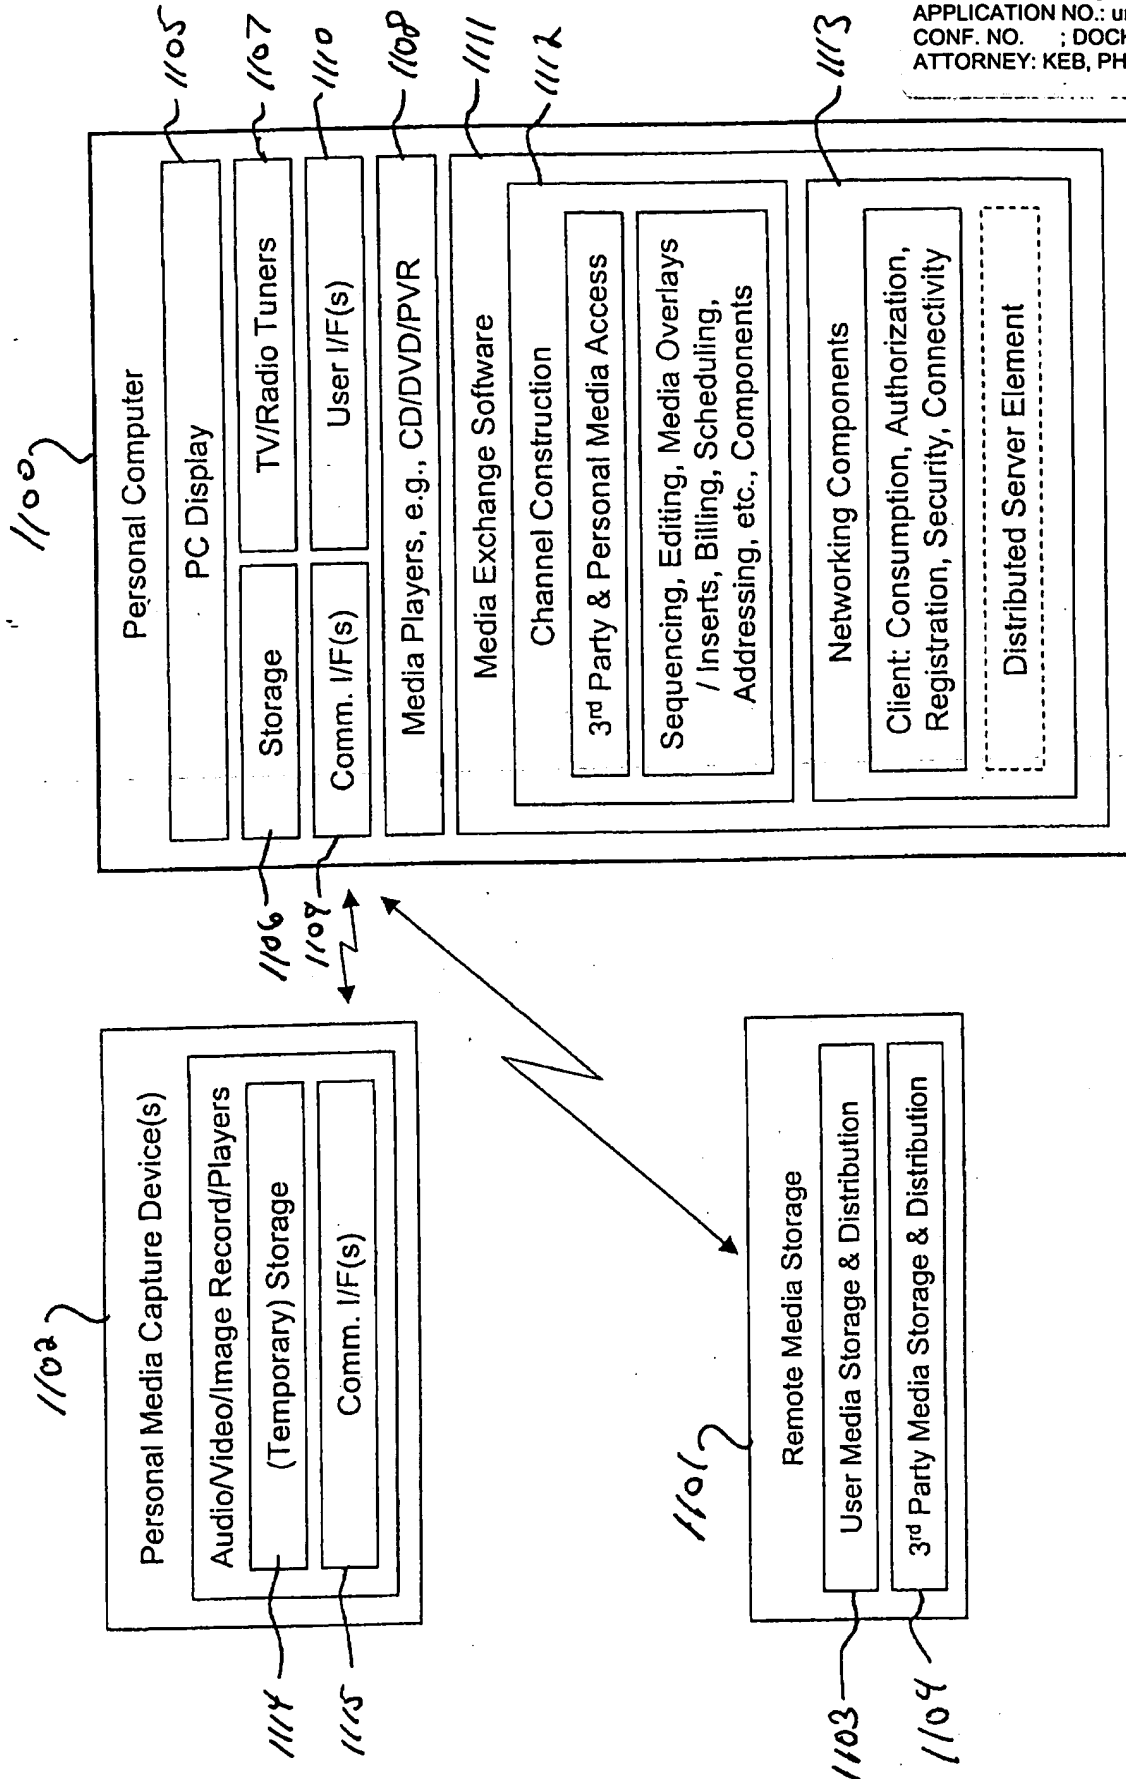 APPLICATION NO.:
CONF. NO. ; DOCK
ATTORNEY: KEB, PH
1100
Personal Computer
PC Display
1105
Storage
1106
TV/Radio Tuners
1107
Comm. I/F(s)
1109
User I/F(s)
1110
Media Players, e.g., CD/DVD/PVR
1108
Media Exchange Software
1111
Channel Construction
1112
3rd Party & Personal Media Access
Sequencing, Editing, Media Overlays
/ Inserts, Billing, Scheduling,
Addressing, etc., Components
Networking Components
1113
Client: Consumption, Authorization,
Registration, Security, Connectivity
Distributed Server Element
1102
Personal Media Capture Device(s)
Audio/Video/Image Record/Players
(Temporary) Storage
1114
Comm. I/F(s)
1115
1101
Remote Media Storage
User Media Storage & Distribution
1103
3rd Party Media Storage & Distribution
1104